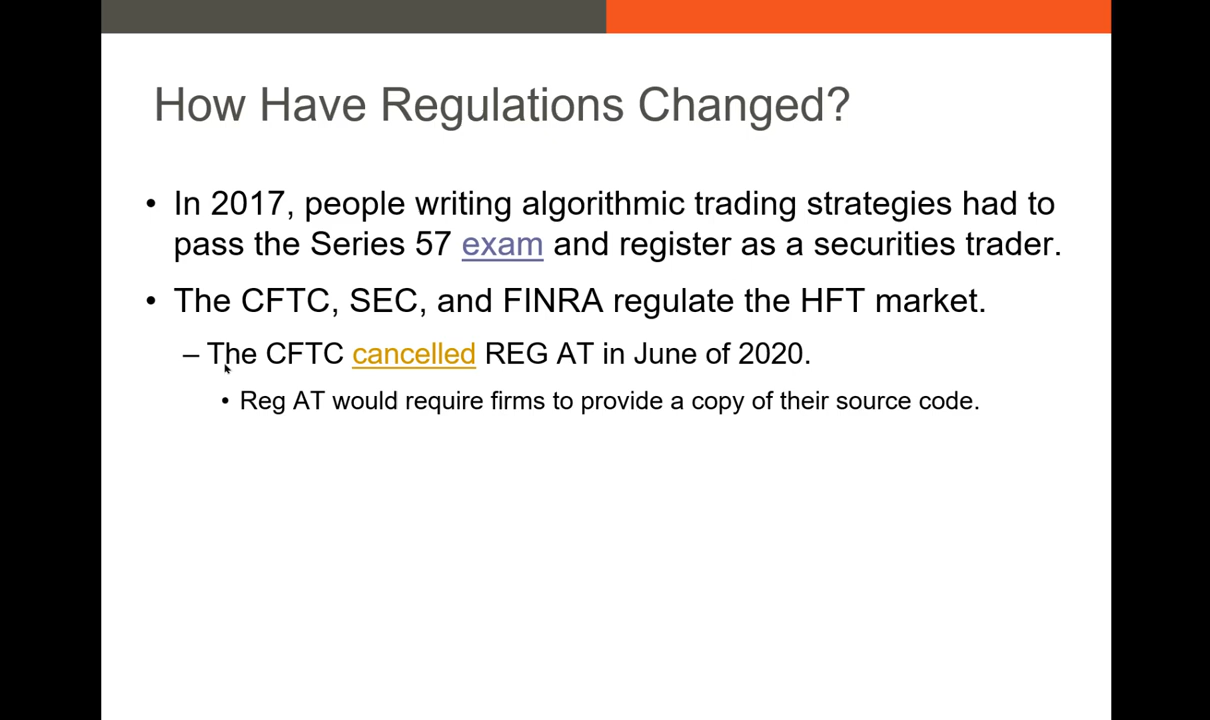 How Have Regulations Changed?
• In 2017, people writing algorithmic trading strategies had to
pass the Series 57 exam and register as a securities trader.
• The CFTC, SEC, and FINRA regulate the HFT market.
– The CFTC cancelled REG AT in June of 2020.
• Reg AT would require firms to provide a copy of their source code.